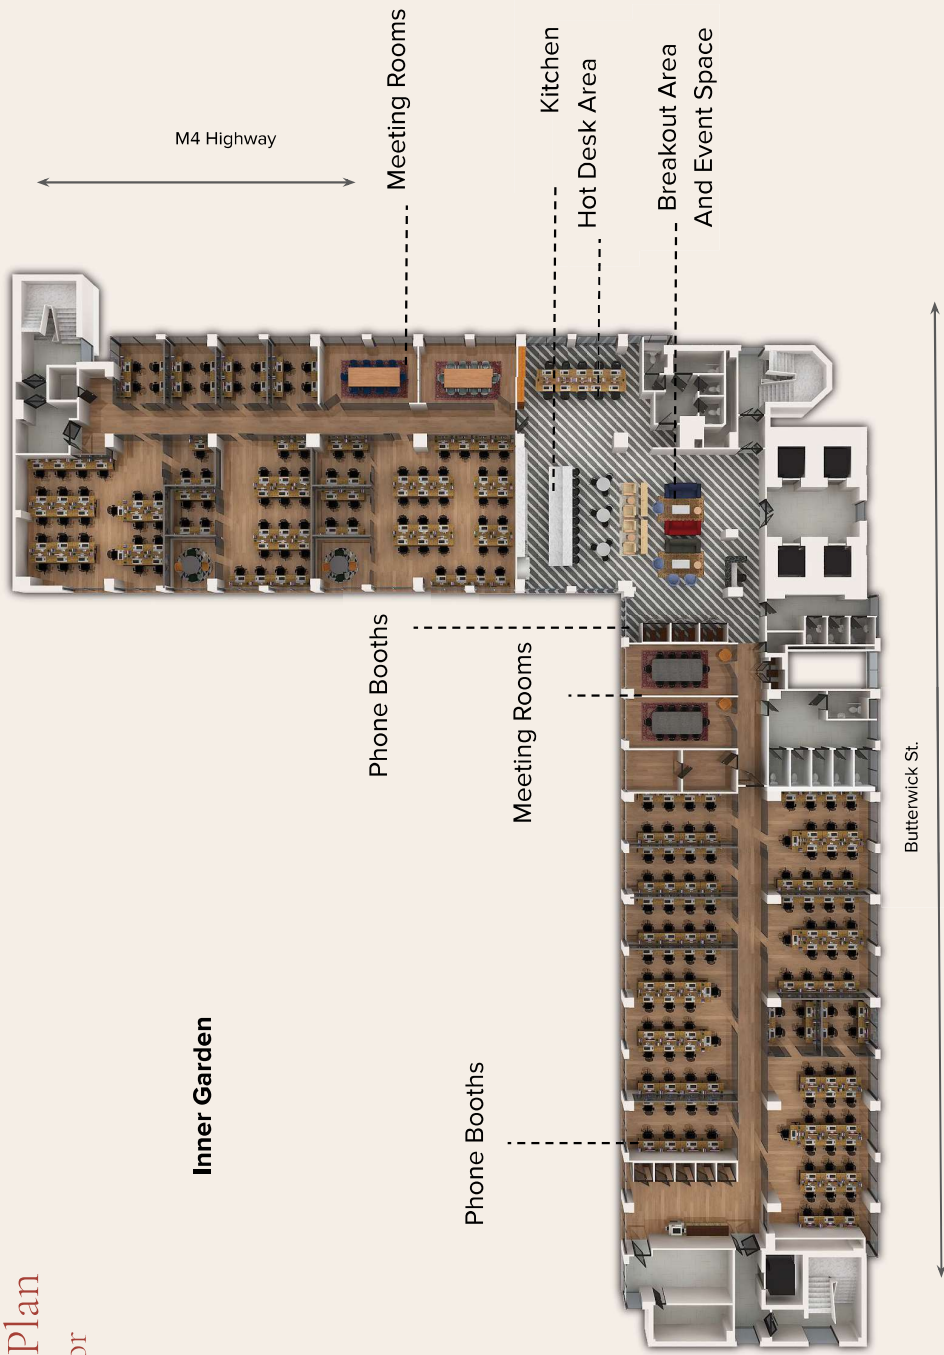 Plan
M4 Highway
Meeting Rooms
Kitchen
Hot Desk Area
Breakout Area
And Event Space
Phone Booths
Meeting Rooms
Butterwick St.
Inner Garden
Phone Booths